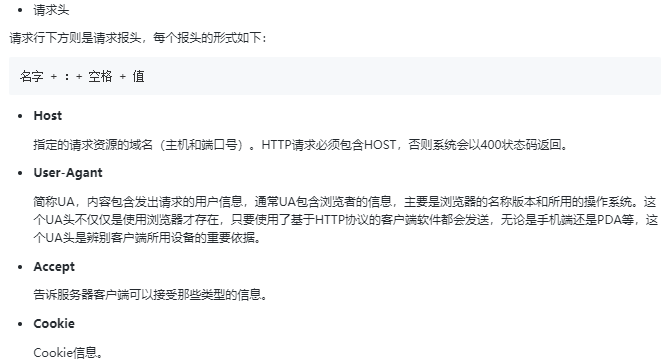 请求头
请求行下方则是请求报头，每个报头的形式如下：
名字 + : + 空格 + 值
Host
指定的请求资源的域名（主机和端口号）。HTTP请求必须包含HOST，否则系统会以400状态码返回。
User-Agant
简称UA，内容包含发出请求的用户信息，通常UA包含浏览者的信息，主要是浏览器的名称版本和所用的操作系统。这
个UA头不仅仅是使用浏览器才存在，只要使用了基于HTTP协议的客户端软件都会发送，无论是手机端还是PDA等，这
个UA头是辨别客户端所用设备的重要依据。
Accept
告诉服务器客户端可以接受那些类型的信息。
Cookie
Cookie信息。